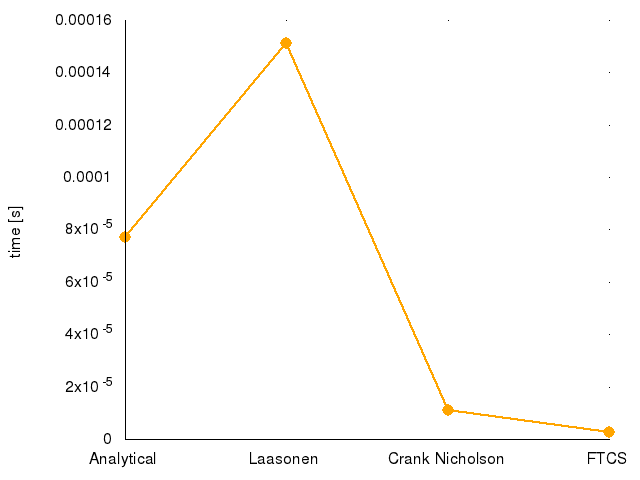 0.00016
0.00014
0.00012
0.0001
8x10-5
6x10-5
4x10-5
2x10-5
0
time [s]
Analytical
Laasonen
Crank Nicholson
FTCS